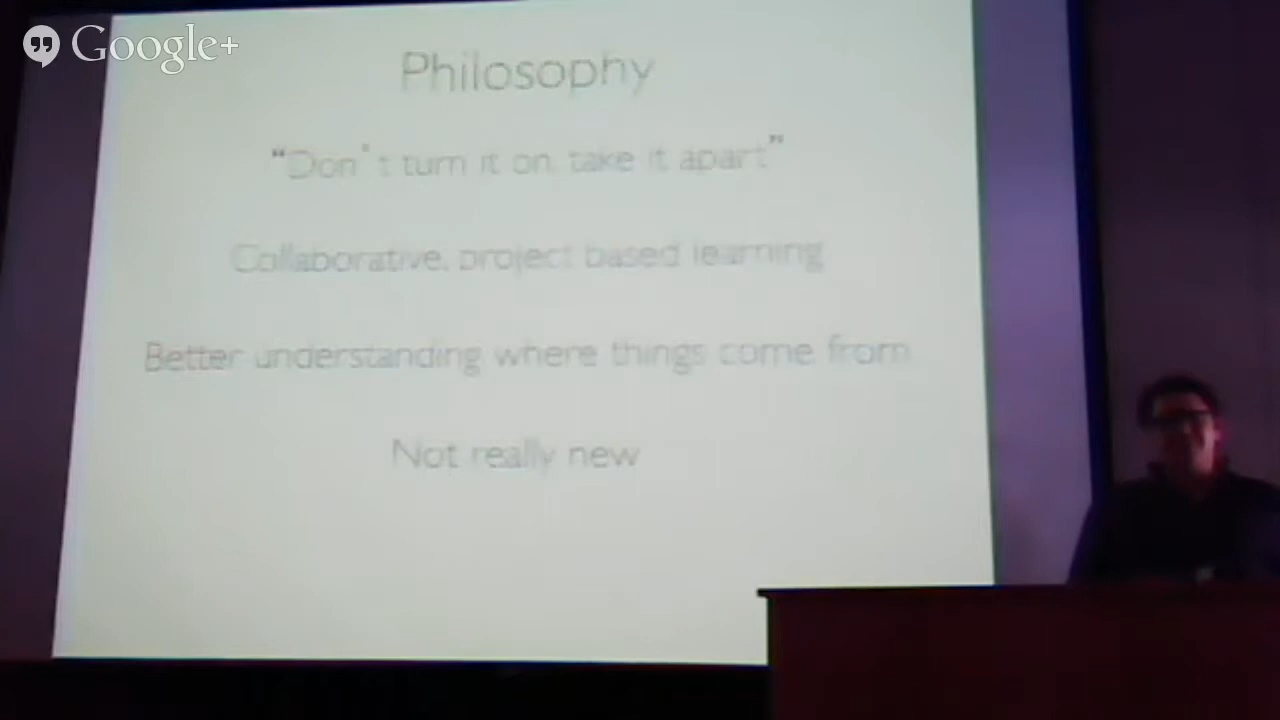 Google+
Philosophy
"Don't turn it on, take it apart"
Collaborative, project based learning
Better understanding where things come from
Not really new